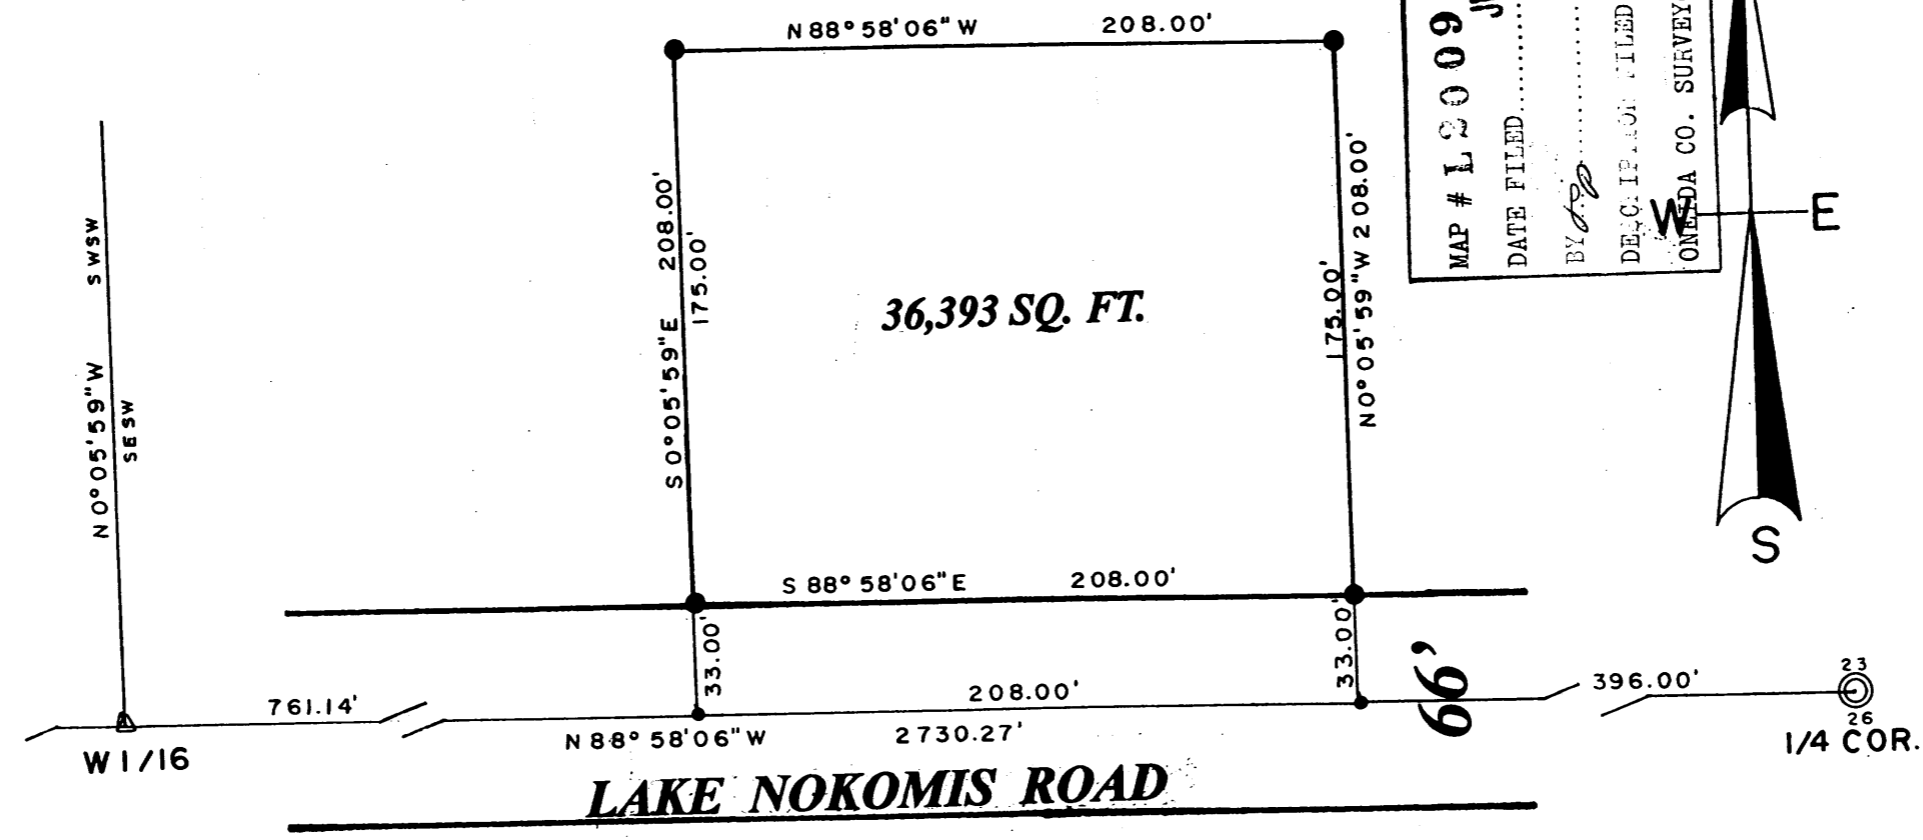 N 88° 58' 06" W 208.00'
MAP # L2009
DATE FILED
BY
FILED
ONEIDA CO. SURVEY
W E
S
N 0° 05' 59" W SWSW
SESW
S 0° 05' 59" E 208.00'
175.00'
36,393 SQ. FT.
175.00'
N 0° 05' 59" W 208.00'
S 88° 58' 06" E 208.00'
33.00'
33.00'
66'
761.14'
208.00'
396.00'
23
26
1/4 COR.
W 1/16
N 88° 58' 06" W 2730.27'
LAKE NOKOMIS ROAD